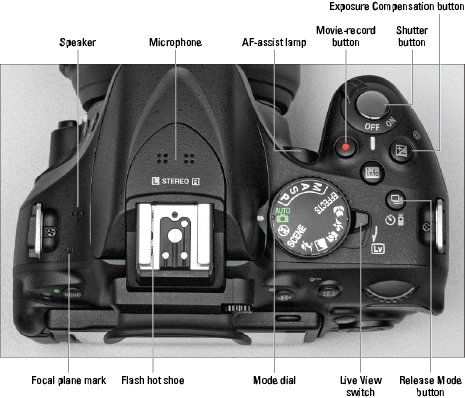 Exposure Compensation button
Movie-record
button
Shutter
button
Speaker
Microphone
AF-assist lamp
OFF ON
L STEREO R
info
EFFECTS
M A S P
AUTO
SCENE
Lv
MENU
Focal plane mark
Flash hot shoe
Mode dial
Live View
switch
Release Mode
button